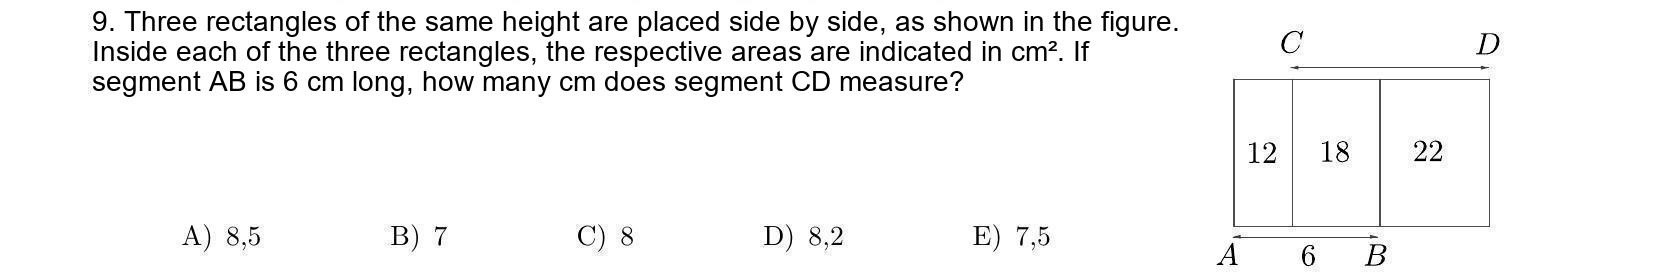 9. Three rectangles of the same height are placed side by side, as shown in the figure.
Inside each of the three rectangles, the respective areas are indicated in cm². If
segment AB is 6 cm long, how many cm does segment CD measure?
C D
12 18 22
A 6 B
A) 8,5 B) 7 C) 8 D) 8,2 E) 7,5